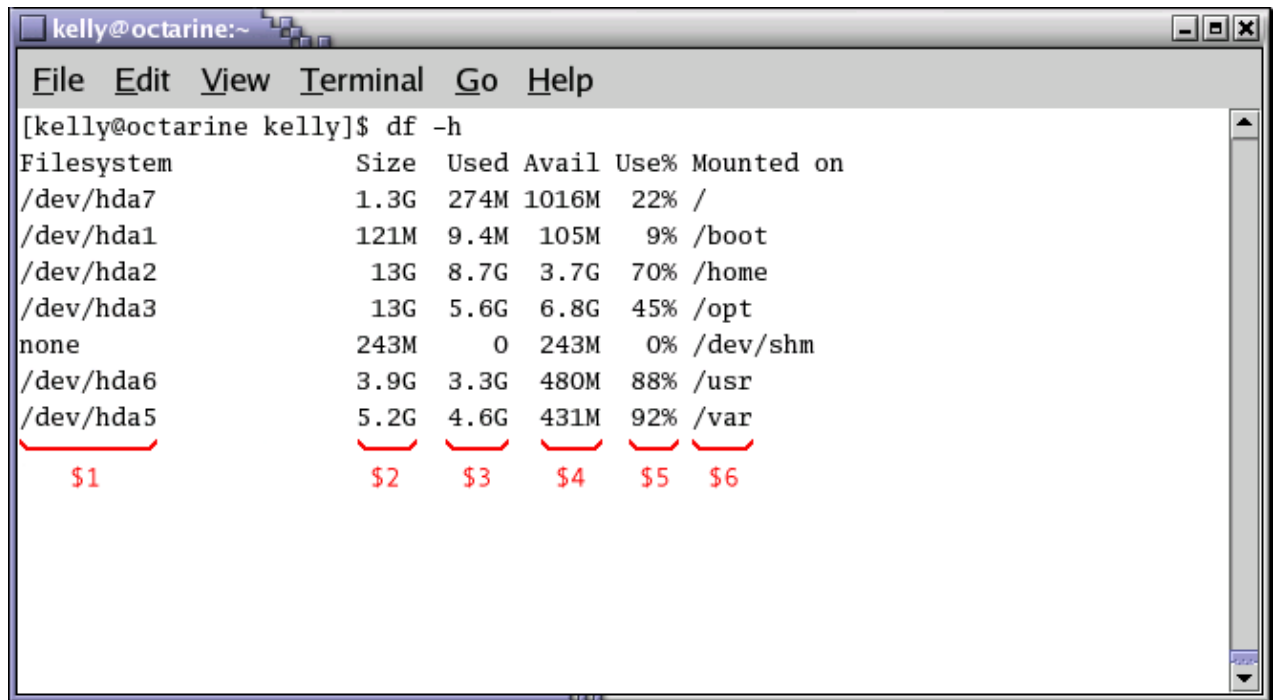 kelly@octarine:~
File Edit View Terminal Go Help
[kelly@octarine kelly]$ df -h
Filesystem Size Used Avail Use% Mounted on
/dev/hda7 1.3G 274M 1016M 22% /
/dev/hda1 121M 9.4M 105M 9% /boot
/dev/hda2 13G 8.7G 3.7G 70% /home
/dev/hda3 13G 5.6G 6.8G 45% /opt
none 243M 0 243M 0% /dev/shm
/dev/hda6 3.9G 3.3G 480M 88% /usr
/dev/hda5 5.2G 4.6G 431M 92% /var
$1 $2 $3 $4 $5 $6